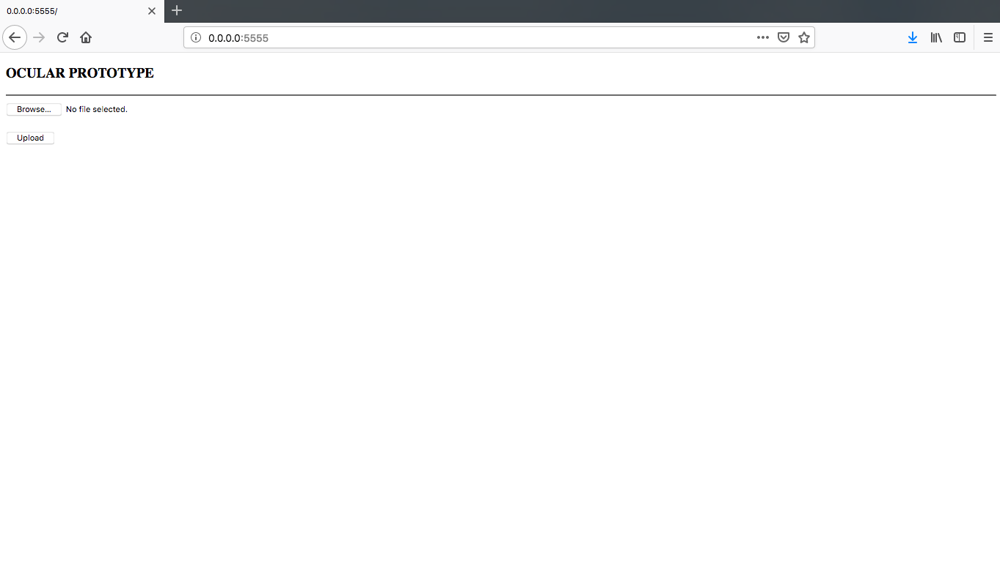 0.0.0.0:5555/
0.0.0.0:5555
OCULAR PROTOTYPE
Browse... No file selected.
Upload